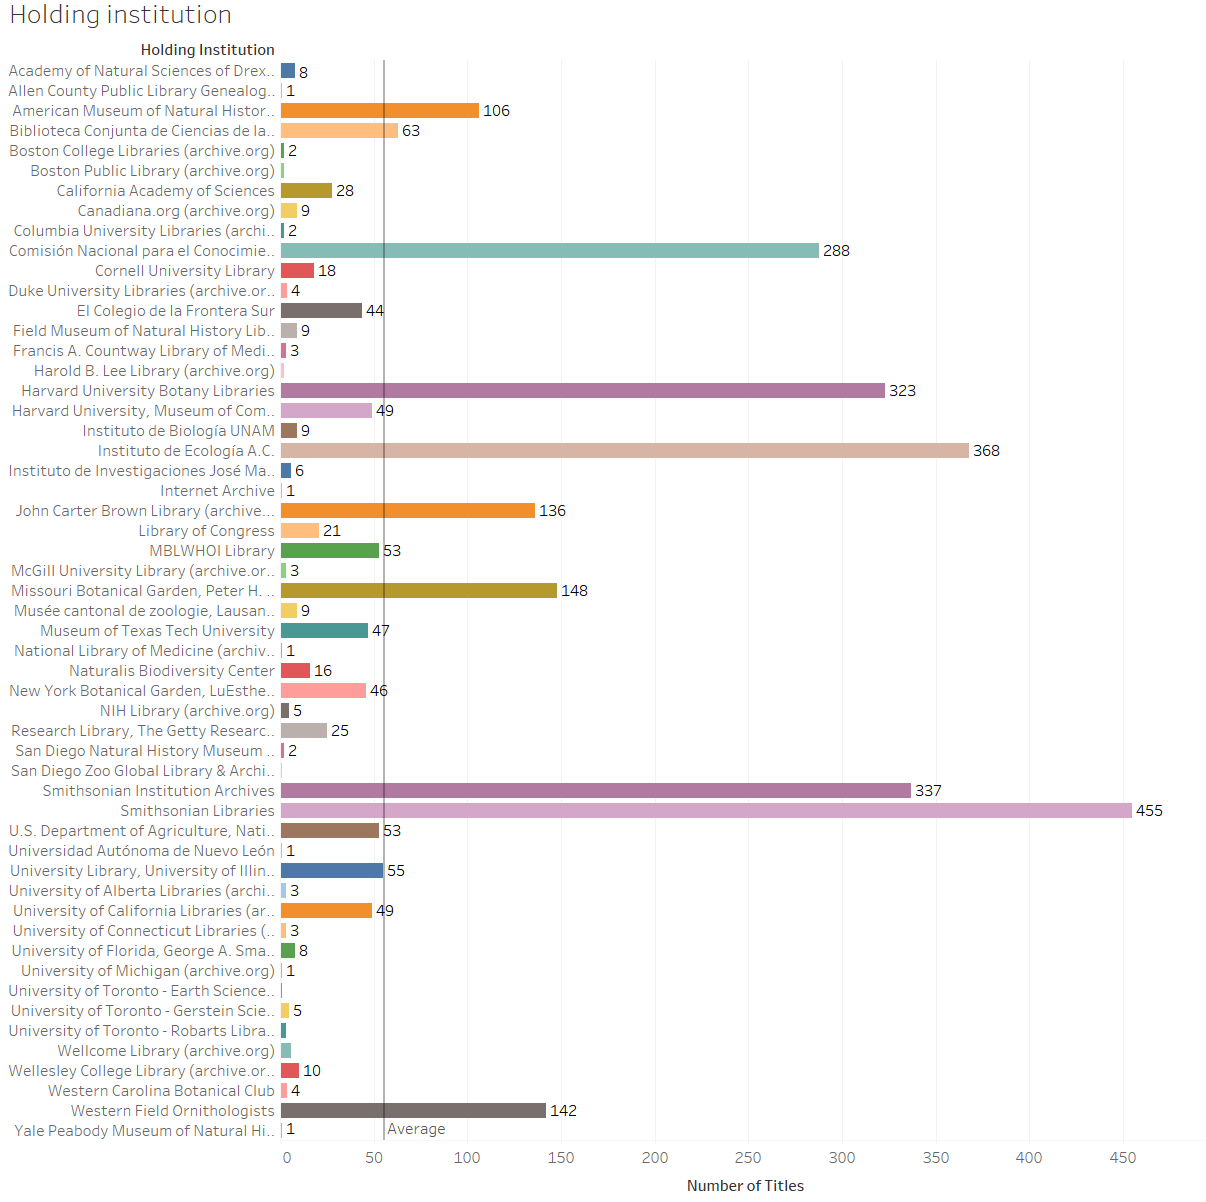 Holding institution
Holding Institution
Academy of Natural Sciences of Drex.. 8
Allen County Public Library Genealog.. 1
American Museum of Natural Histor.. 106
Biblioteca Conjunta de Ciencias de la.. 63
Boston College Libraries (archive.org) 2
Boston Public Library (archive.org)
California Academy of Sciences 28
Canadiana.org (archive.org) 9
Columbia University Libraries (archi.. 2
Comisión Nacional para el Conocimie.. 288
Cornell University Library 18
Duke University Libraries (archive.or.. 4
El Colegio de la Frontera Sur 44
Field Museum of Natural History Lib.. 9
Francis A. Countway Library of Medi.. 3
Harold B. Lee Library (archive.org)
Harvard University Botany Libraries 323
Harvard University, Museum of Com.. 49
Instituto de Biología UNAM 9
Instituto de Ecología A.C. 368
Instituto de Investigaciones José Ma.. 6
Internet Archive 1
John Carter Brown Library (archive... 136
Library of Congress 21
MBLWHOI Library 53
McGill University Library (archive.or.. 3
Missouri Botanical Garden, Peter H. .. 148
Musée cantonal de zoologie, Lausan.. 9
Museum of Texas Tech University 47
National Library of Medicine (archiv.. 1
Naturalis Biodiversity Center 16
New York Botanical Garden, LuEsthe.. 46
NIH Library (archive.org) 5
Research Library, The Getty Researc.. 25
San Diego Natural History Museum .. 2
San Diego Zoo Global Library & Archi..
Smithsonian Institution Archives 337
Smithsonian Libraries 455
U.S. Department of Agriculture, Nati.. 53
Universidad Autónoma de Nuevo León 1
University Library, University of Illin.. 55
University of Alberta Libraries (archi.. 3
University of California Libraries (ar.. 49
University of Connecticut Libraries (.. 3
University of Florida, George A. Sma.. 8
University of Michigan (archive.org) 1
University of Toronto - Earth Science..
University of Toronto - Gerstein Scie.. 5
University of Toronto - Robarts Libra..
Wellcome Library (archive.org)
Wellesley College Library (archive.or.. 10
Western Carolina Botanical Club 4
Western Field Ornithologists 142
Yale Peabody Museum of Natural Hi.. 1 Average
0 50 100 150 200 250 300 350 400 450
Number of Titles